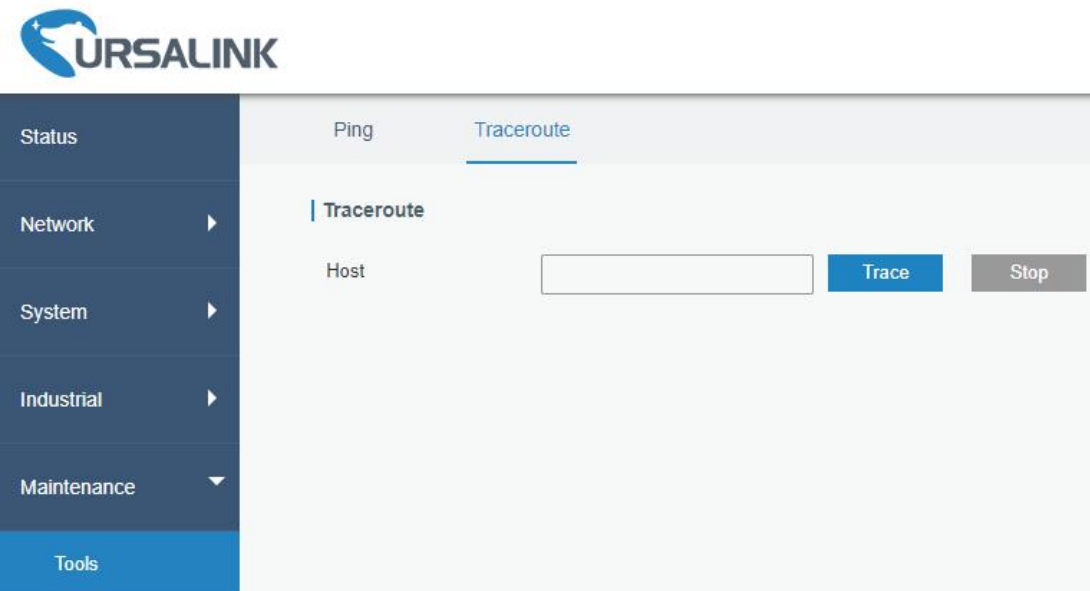 URSALINK
Status
Ping Traceroute
Network
Traceroute
Host Trace Stop
System
Industrial
Maintenance
Tools